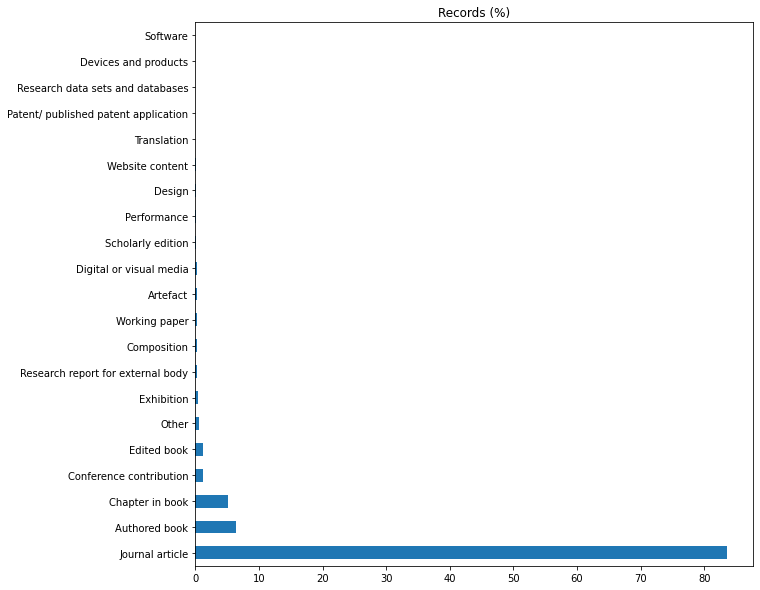 Records (%)
Software
Devices and products
Research data sets and databases
Patent/ published patent application
Translation
Website content
Design
Performance
Scholarly edition
Digital or visual media
Artefact
Working paper
Composition
Research report for external body
Exhibition
Other
Edited book
Conference contribution
Chapter in book
Authored book
Journal article
0 10 20 30 40 50 60 70 80